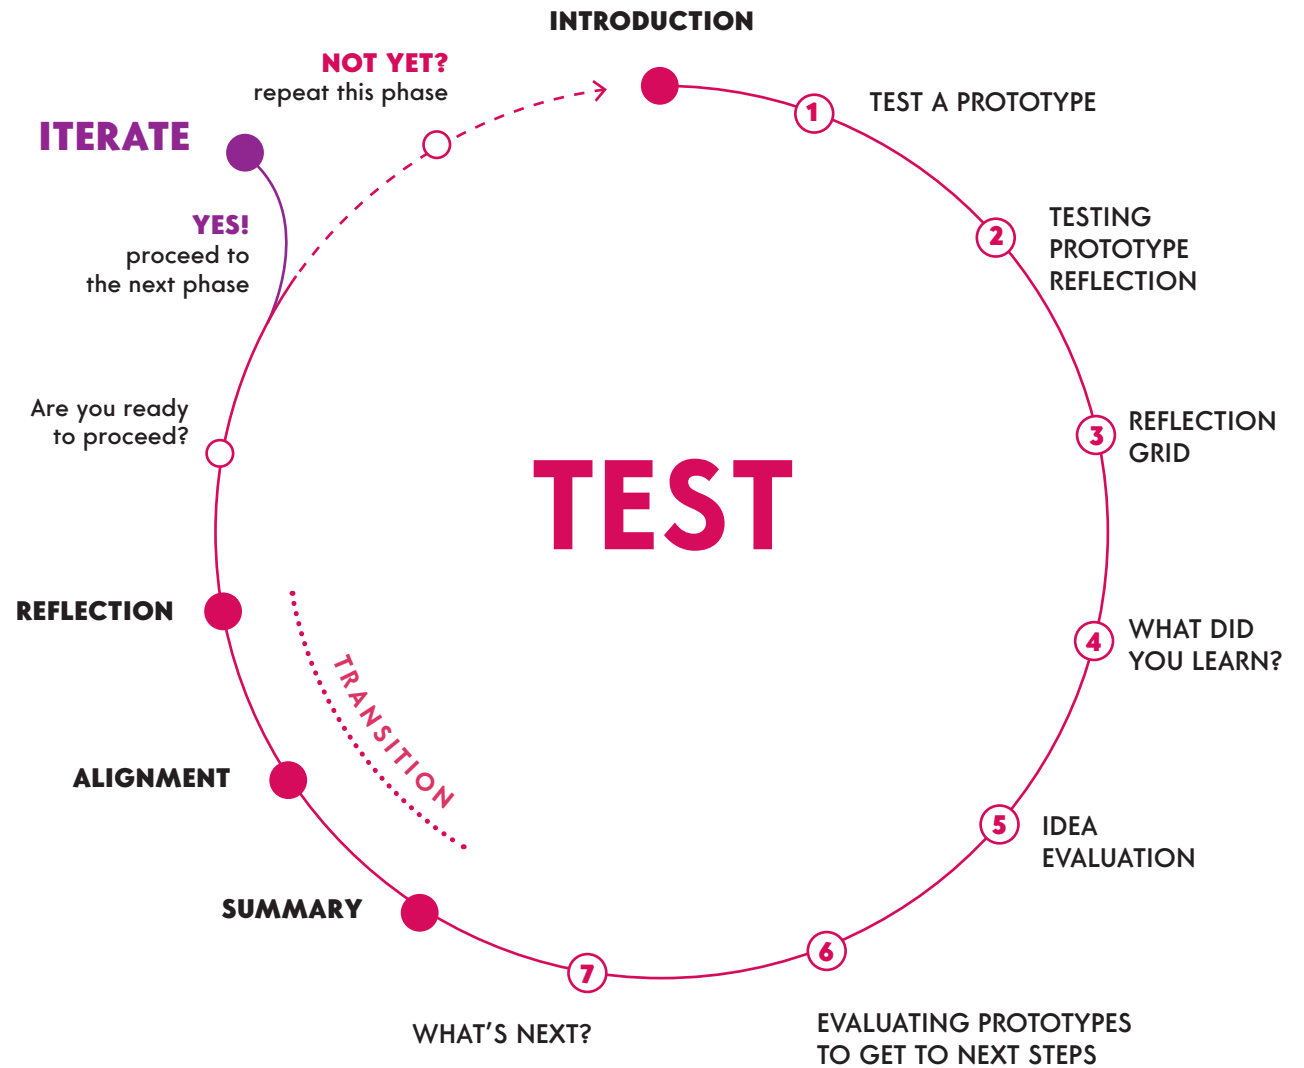 INTRODUCTION
NOT YET?
repeat this phase
ITERATE
YES!
proceed to
the next phase
Are you ready
to proceed?
1
TEST A PROTOTYPE
2
TESTING
PROTOTYPE
REFLECTION
3
REFLECTION
GRID
TEST
4
WHAT DID
YOU LEARN?
5
IDEA
EVALUATION
6
EVALUATING PROTOTYPES
TO GET TO NEXT STEPS
7
WHAT'S NEXT?
SUMMARY
ALIGNMENT
REFLECTION
TRANSITION